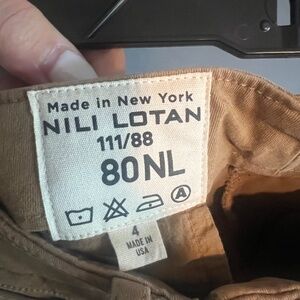 Made in New York
NILI LOTAN
111/88
80NL
A
4
MADE IN
USA